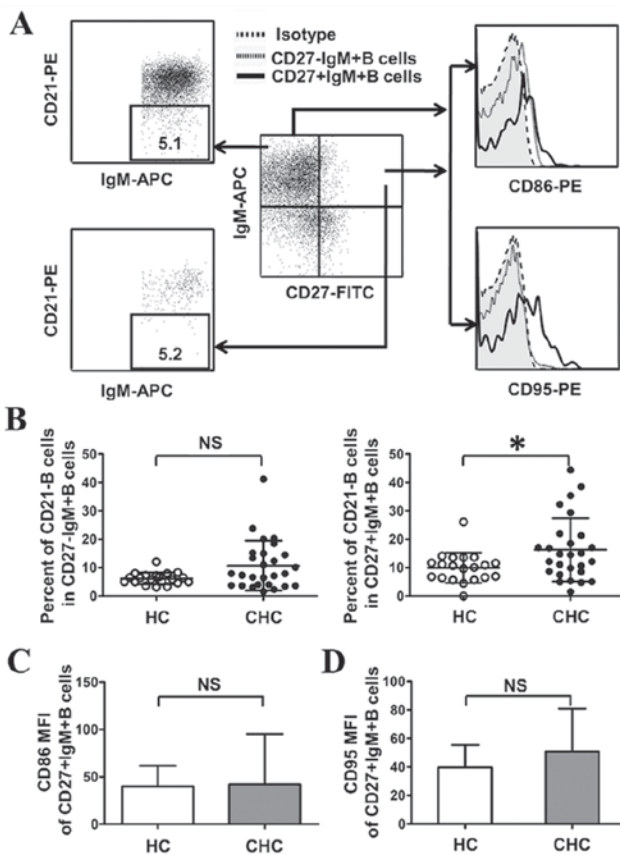 A
Isotype
CD27-IgM+B cells
CD27+IgM+B cells
CD21-PE
5.1
IgM-APC
IgM-APC
CD27-FITC
CD86-PE
CD21-PE
5.2
IgM-APC
CD95-PE
B
Percent of CD21-B cells
in CD27-IgM+B cells
50
40
30
20
10
0
NS
HC
CHC
Percent of CD21-B cells
in CD27+IgM+B cells
50
40
30
20
10
0
*
HC
CHC
C
CD86 MFI
of CD27+IgM+B cells
150
100
50
0
NS
HC
CHC
D
CD95 MFI
of CD27+IgM+B cells
100
80
60
40
20
0
NS
HC
CHC